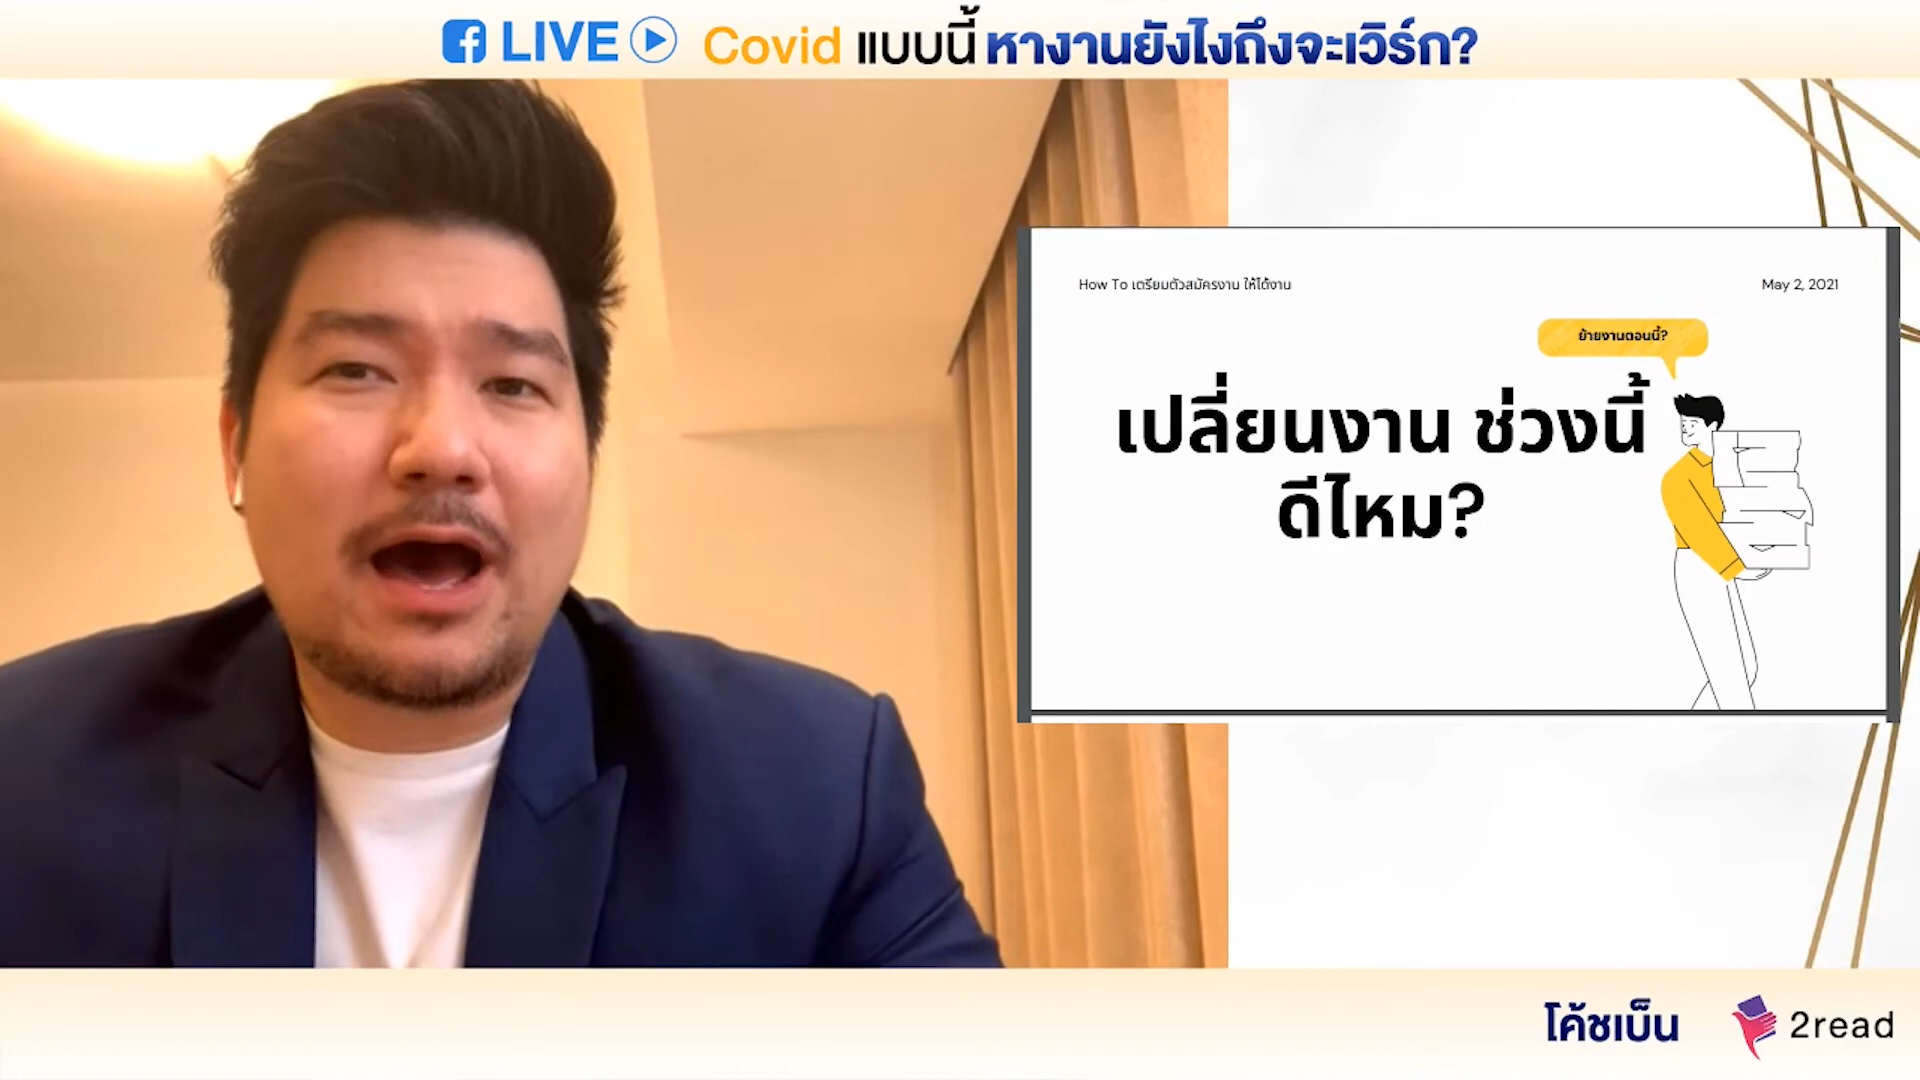 LIVE Covid แบบนี้ หางานยังไงถึงจะเวิร์ก?
How To เตรียมตัวสมัครงาน ให้ได้งาน
May 2, 2021
ย้ายงานตอนนี้?
เปลี่ยนงาน ช่วงนี้
ดีไหม?
โค้ชเบ็น
2read